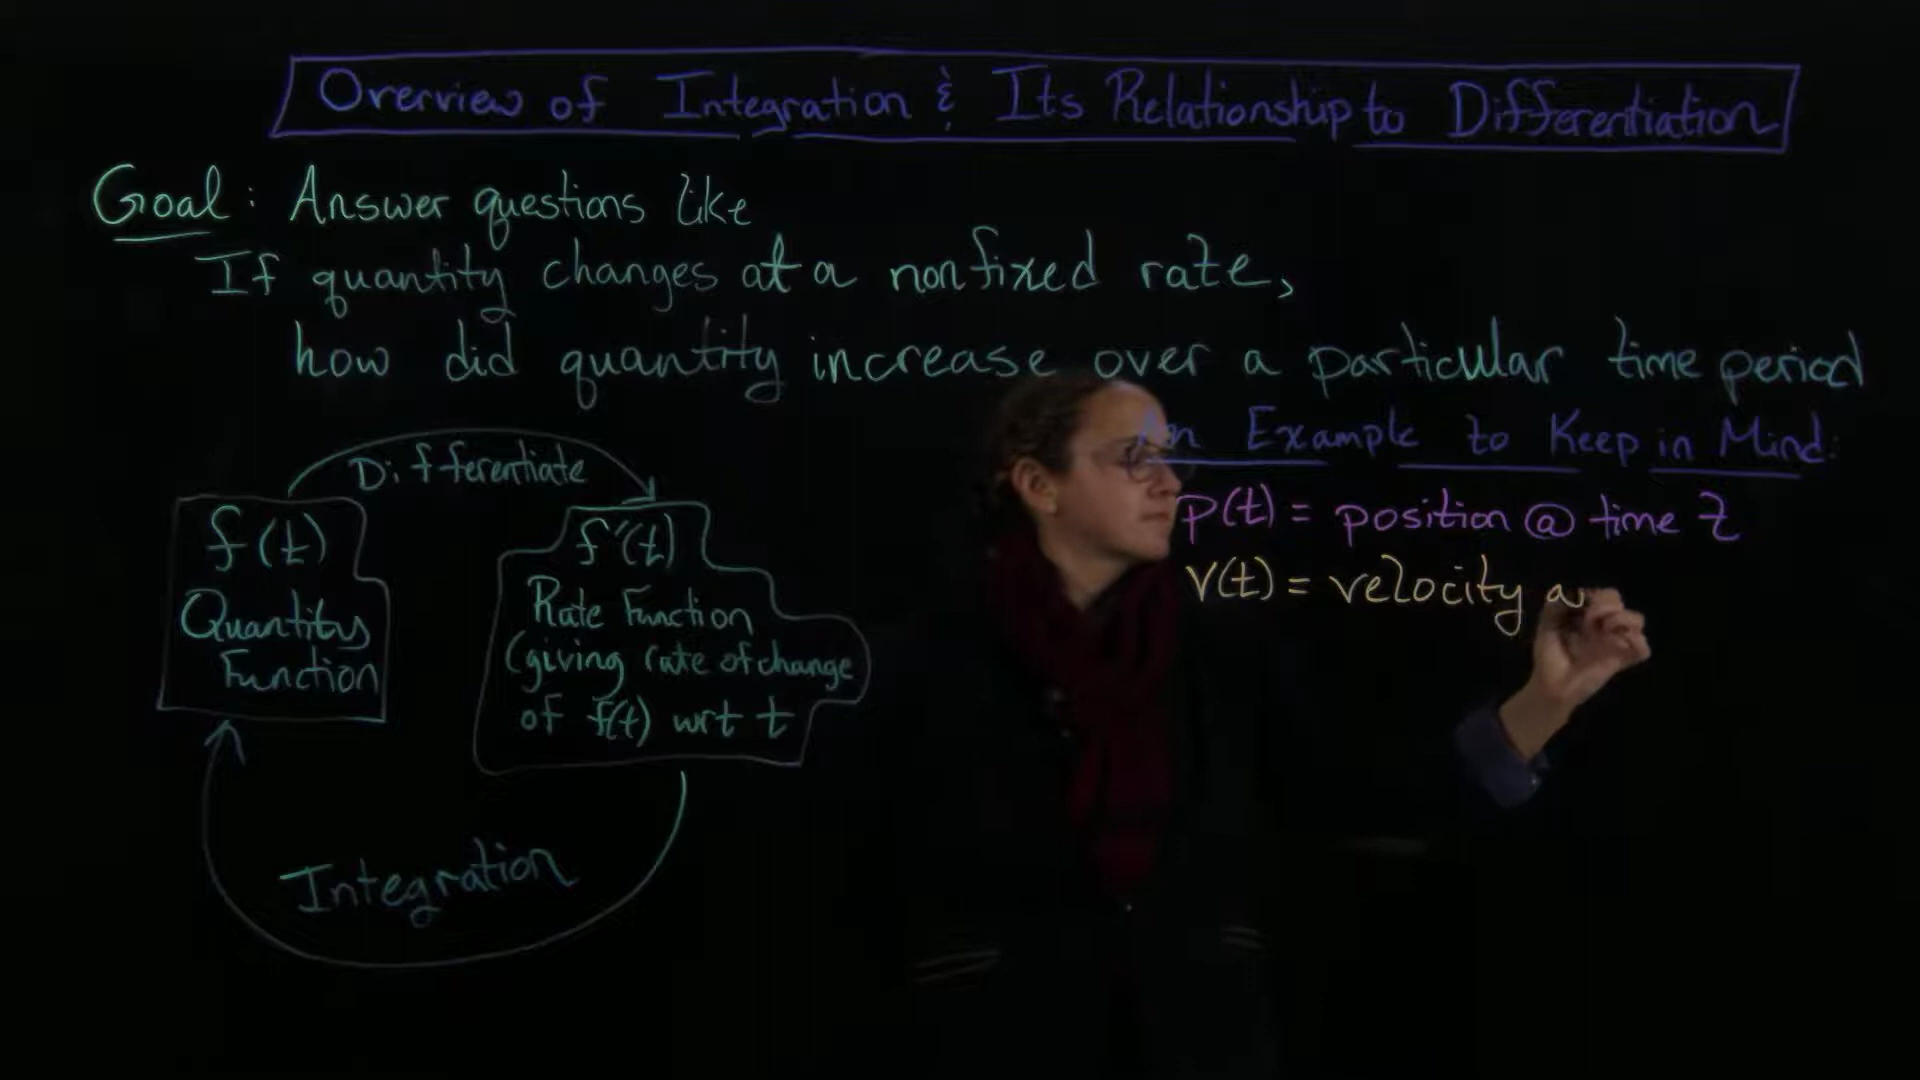 Overview of Integration & Its Relationship to Differentiation
Goal: Answer questions like
If quantity changes at a nonfixed rate,
how did quantity increase over a particular time period
Differentiate
f(t)
Quantity
Function
f'(t)
Rate Function
(giving rate of change
of f(t) wrt t
Integration
An Example to Keep in Mind:
p(t) = position @ time t
v(t) = velocity a